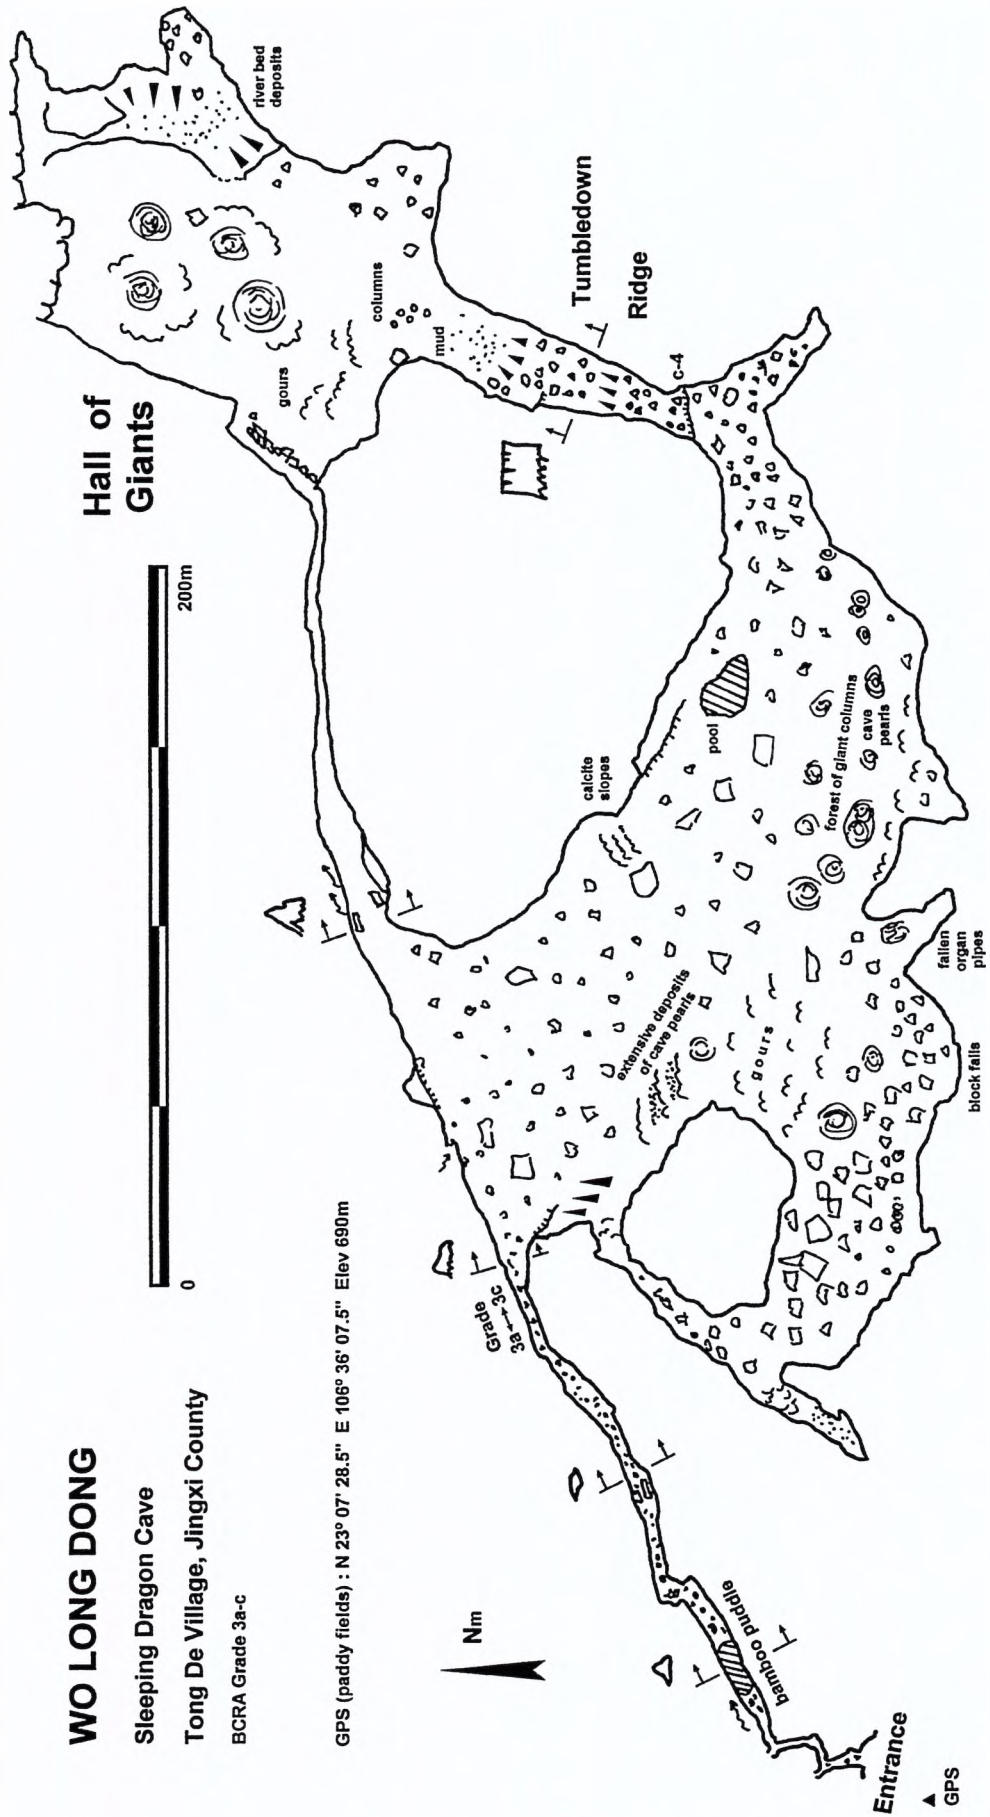 WO LONG DONG
Sleeping Dragon Cave
Tong De Village, Jingxi County
BCRA Grade 3a-c
GPS (paddy fields) : N 23° 07' 28.5" E 106° 36' 07.5" Elev 690m
0
200m
Hall of
Giants
Nm
Grade
3a 3c
bamboo puddle
Entrance
GPS
river bed
deposits
gours
columns
mud
Tumbledown
Ridge
c-4
calcite
slopes
pool
forest of giant columns
cave
pearls
extensive deposits
of cave pearls
gours
fallen
organ
pipes
block falls